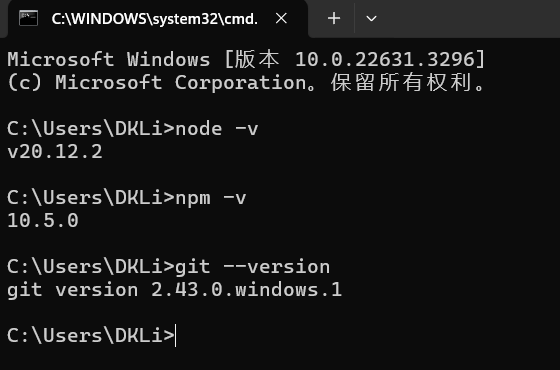 C:\WINDOWS\system32\cmd.
Microsoft Windows [版本 10.0.22631.3296]
(c) Microsoft Corporation。保留所有权利。
C:\Users\DKLi>node -v
v20.12.2
C:\Users\DKLi>npm -v
10.5.0
C:\Users\DKLi>git --version
git version 2.43.0.windows.1
C:\Users\DKLi>